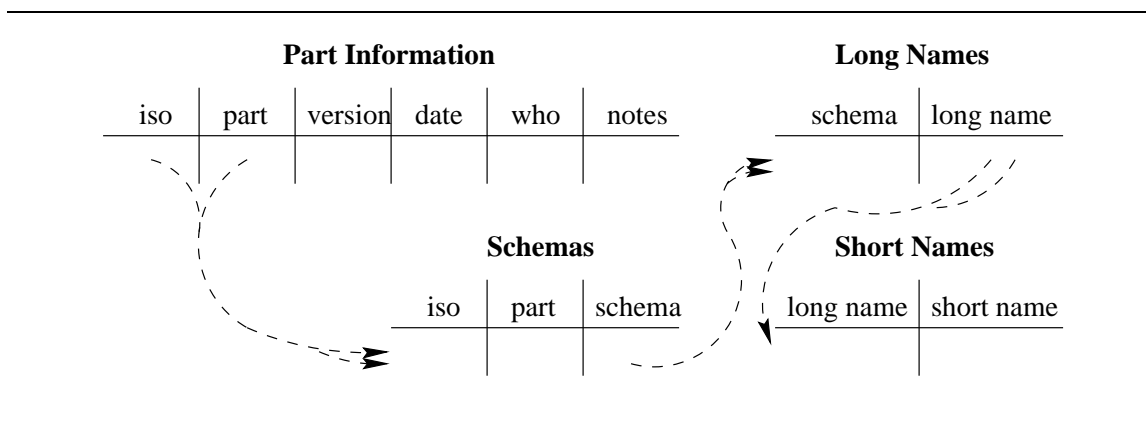 Part Information
iso part version date who notes
Long Names
schema long name
Schemas
iso part schema
Short Names
long name short name